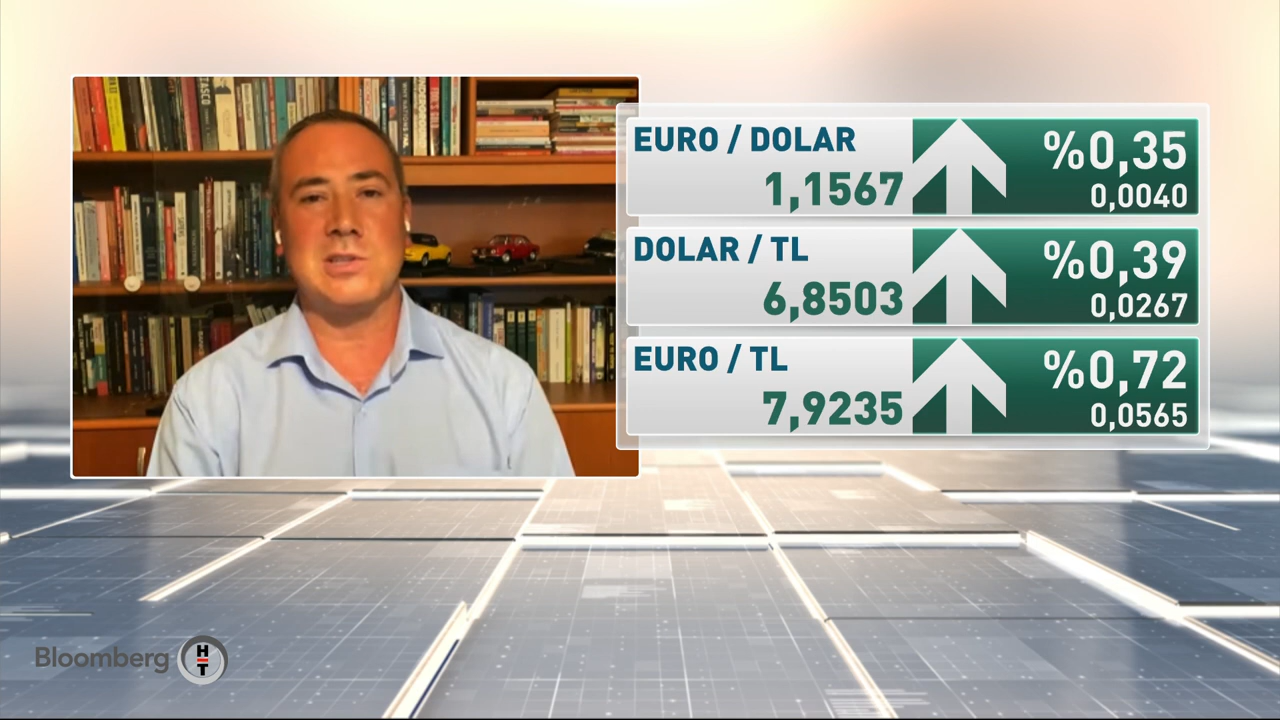 EURO / DOLAR
1,1567
%0,35
0,0040
DOLAR / TL
6,8503
%0,39
0,0267
EURO / TL
7,9235
%0,72
0,0565
Bloomberg HT